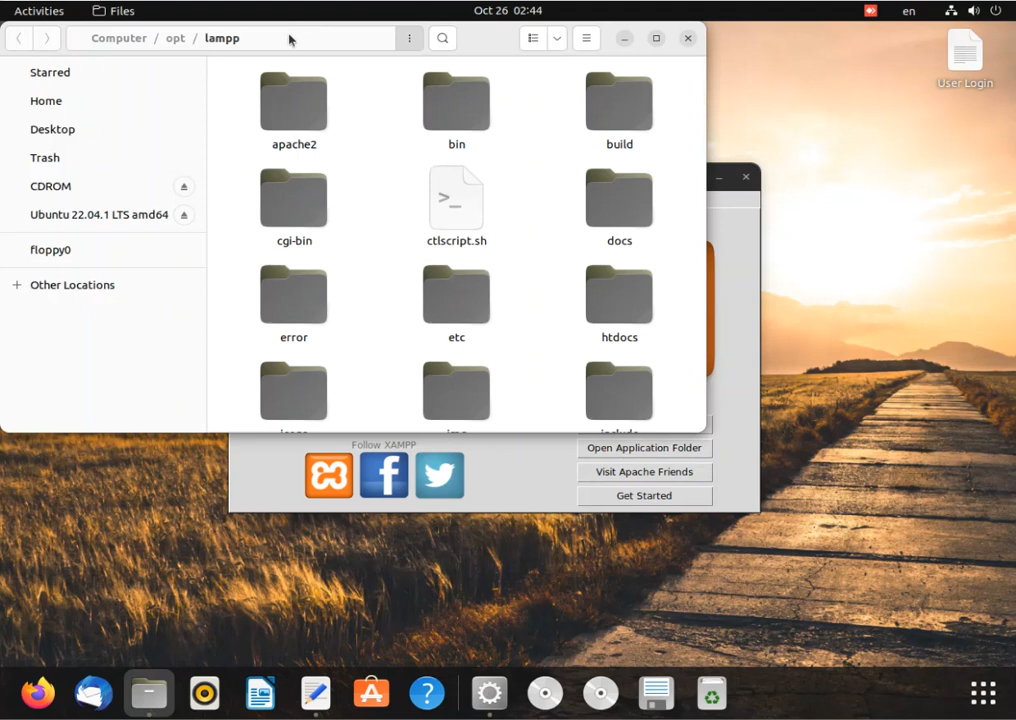 Activities Files Oct 26 02:44 en
Computer / opt / lampp
User Login
Starred
Home
Desktop
Trash
CDROM
Ubuntu 22.04.1 LTS amd64
floppy0
+ Other Locations
apache2 bin build
cgi-bin ctlscript.sh docs
error etc htdocs
Follow XAMPP
Open Application Folder
Visit Apache Friends
Get Started